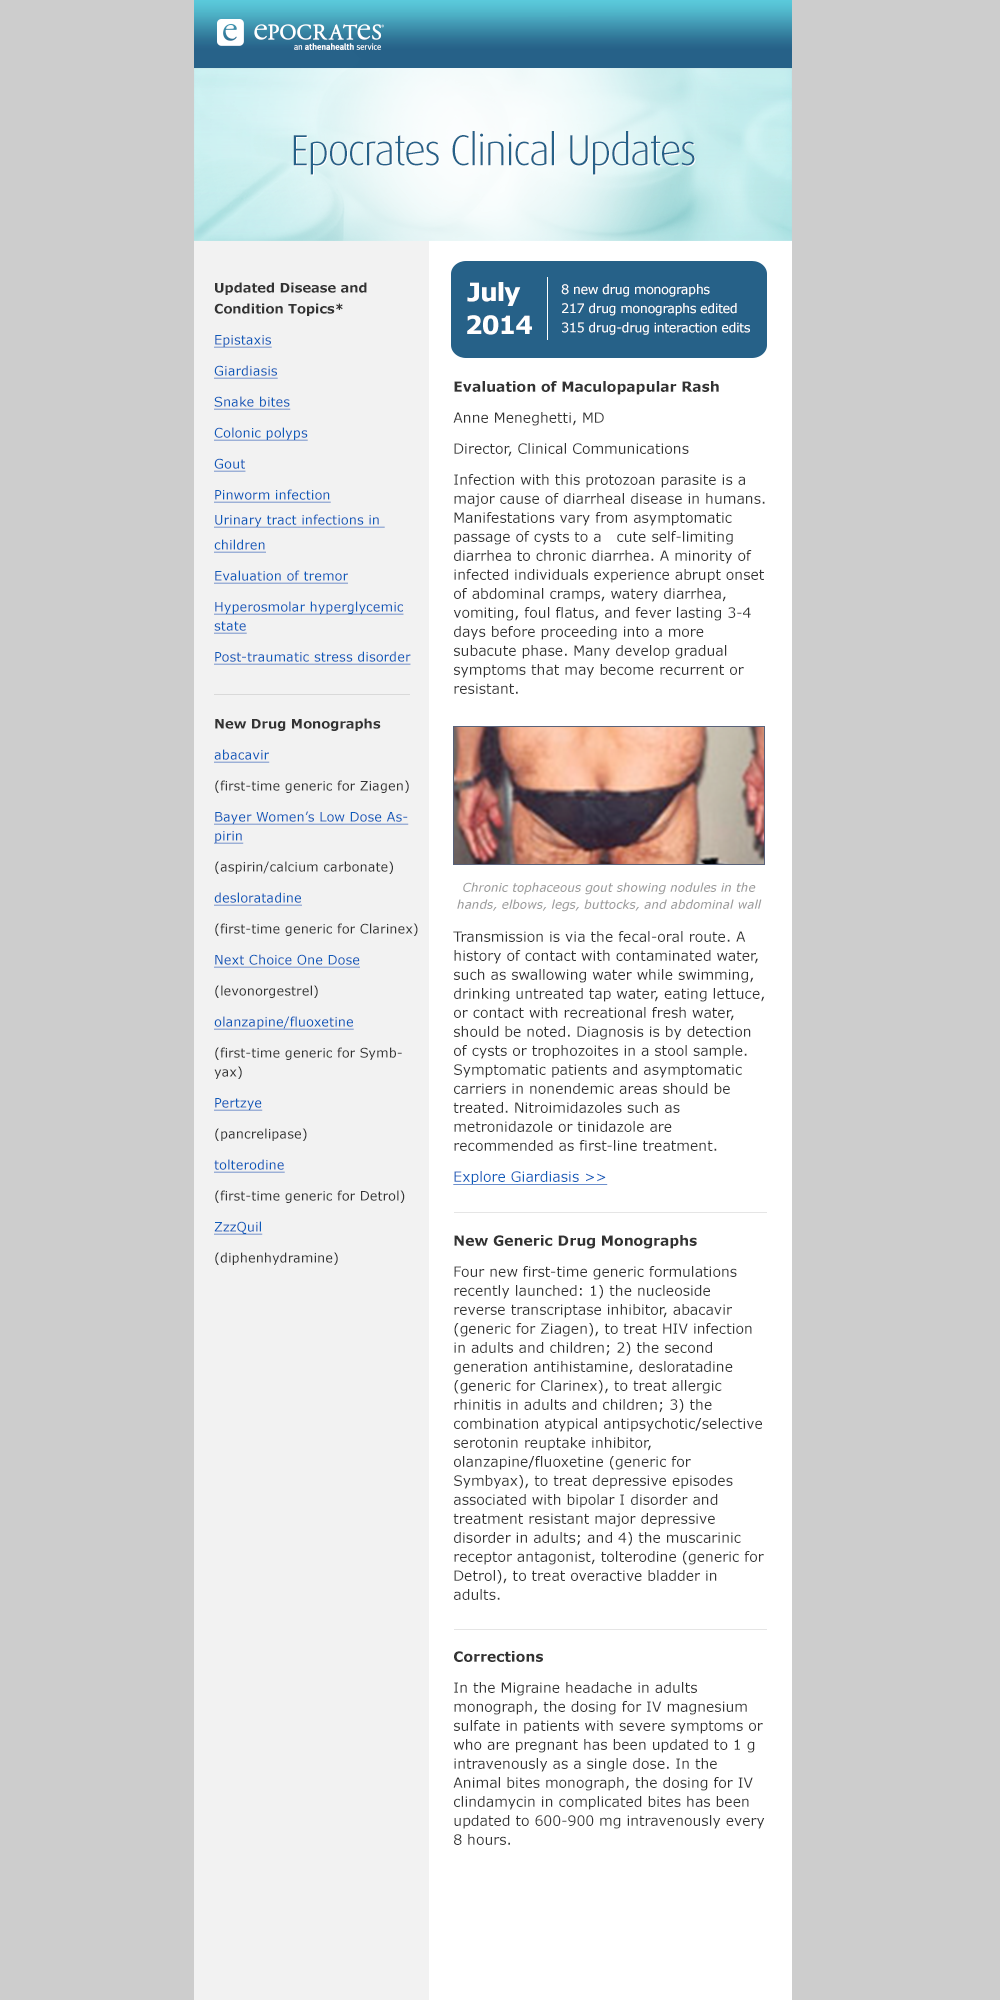 e EPOCRATES®
an athenahealth service
Epocrates Clinical Updates
Updated Disease and
Condition Topics*
Epistaxis
Giardiasis
Snake bites
Colonic polyps
Gout
Pinworm infection
Urinary tract infections in
children
Evaluation of tremor
Hyperosmolar hyperglycemic
state
Post-traumatic stress disorder
New Drug Monographs
abacavir
(first-time generic for Ziagen)
Bayer Women’s Low Dose As-
pirin
(aspirin/calcium carbonate)
desloratadine
(first-time generic for Clarinex)
Next Choice One Dose
(levonorgestrel)
olanzapine/fluoxetine
(first-time generic for Symb-
yax)
Pertzye
(pancrelipase)
tolterodine
(first-time generic for Detrol)
ZzzQuil
(diphenhydramine)
July
2014
8 new drug monographs
217 drug monographs edited
315 drug-drug interaction edits
Evaluation of Maculopapular Rash
Anne Meneghetti, MD
Director, Clinical Communications
Infection with this protozoan parasite is a
major cause of diarrheal disease in humans.
Manifestations vary from asymptomatic
passage of cysts to a cute self-limiting
diarrhea to chronic diarrhea. A minority of
infected individuals experience abrupt onset
of abdominal cramps, watery diarrhea,
vomiting, foul flatus, and fever lasting 3-4
days before proceeding into a more
subacute phase. Many develop gradual
symptoms that may become recurrent or
resistant.
Chronic tophaceous gout showing nodules in the
hands, elbows, legs, buttocks, and abdominal wall
Transmission is via the fecal-oral route. A
history of contact with contaminated water,
such as swallowing water while swimming,
drinking untreated tap water, eating lettuce,
or contact with recreational fresh water,
should be noted. Diagnosis is by detection
of cysts or trophozoites in a stool sample.
Symptomatic patients and asymptomatic
carriers in nonendemic areas should be
treated. Nitroimidazoles such as
metronidazole or tinidazole are
recommended as first-line treatment.
Explore Giardiasis >>
New Generic Drug Monographs
Four new first-time generic formulations
recently launched: 1) the nucleoside
reverse transcriptase inhibitor, abacavir
(generic for Ziagen), to treat HIV infection
in adults and children; 2) the second
generation antihistamine, desloratadine
(generic for Clarinex), to treat allergic
rhinitis in adults and children; 3) the
combination atypical antipsychotic/selective
serotonin reuptake inhibitor,
olanzapine/fluoxetine (generic for
Symbyax), to treat depressive episodes
associated with bipolar I disorder and
treatment resistant major depressive
disorder in adults; and 4) the muscarinic
receptor antagonist, tolterodine (generic for
Detrol), to treat overactive bladder in
adults.
Corrections
In the Migraine headache in adults
monograph, the dosing for IV magnesium
sulfate in patients with severe symptoms or
who are pregnant has been updated to 1 g
intravenously as a single dose. In the
Animal bites monograph, the dosing for IV
clindamycin in complicated bites has been
updated to 600-900 mg intravenously every
8 hours.